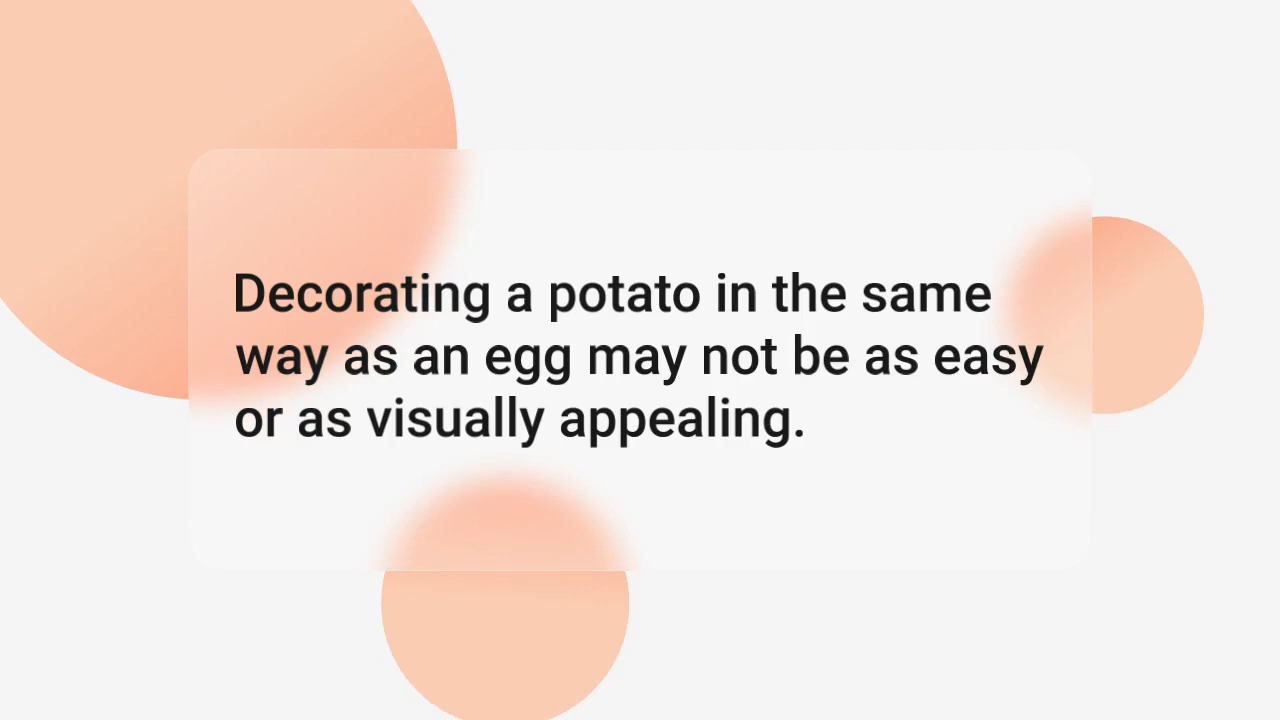 Decorating a potato in the same
way as an egg may not be as easy
or as visually appealing.